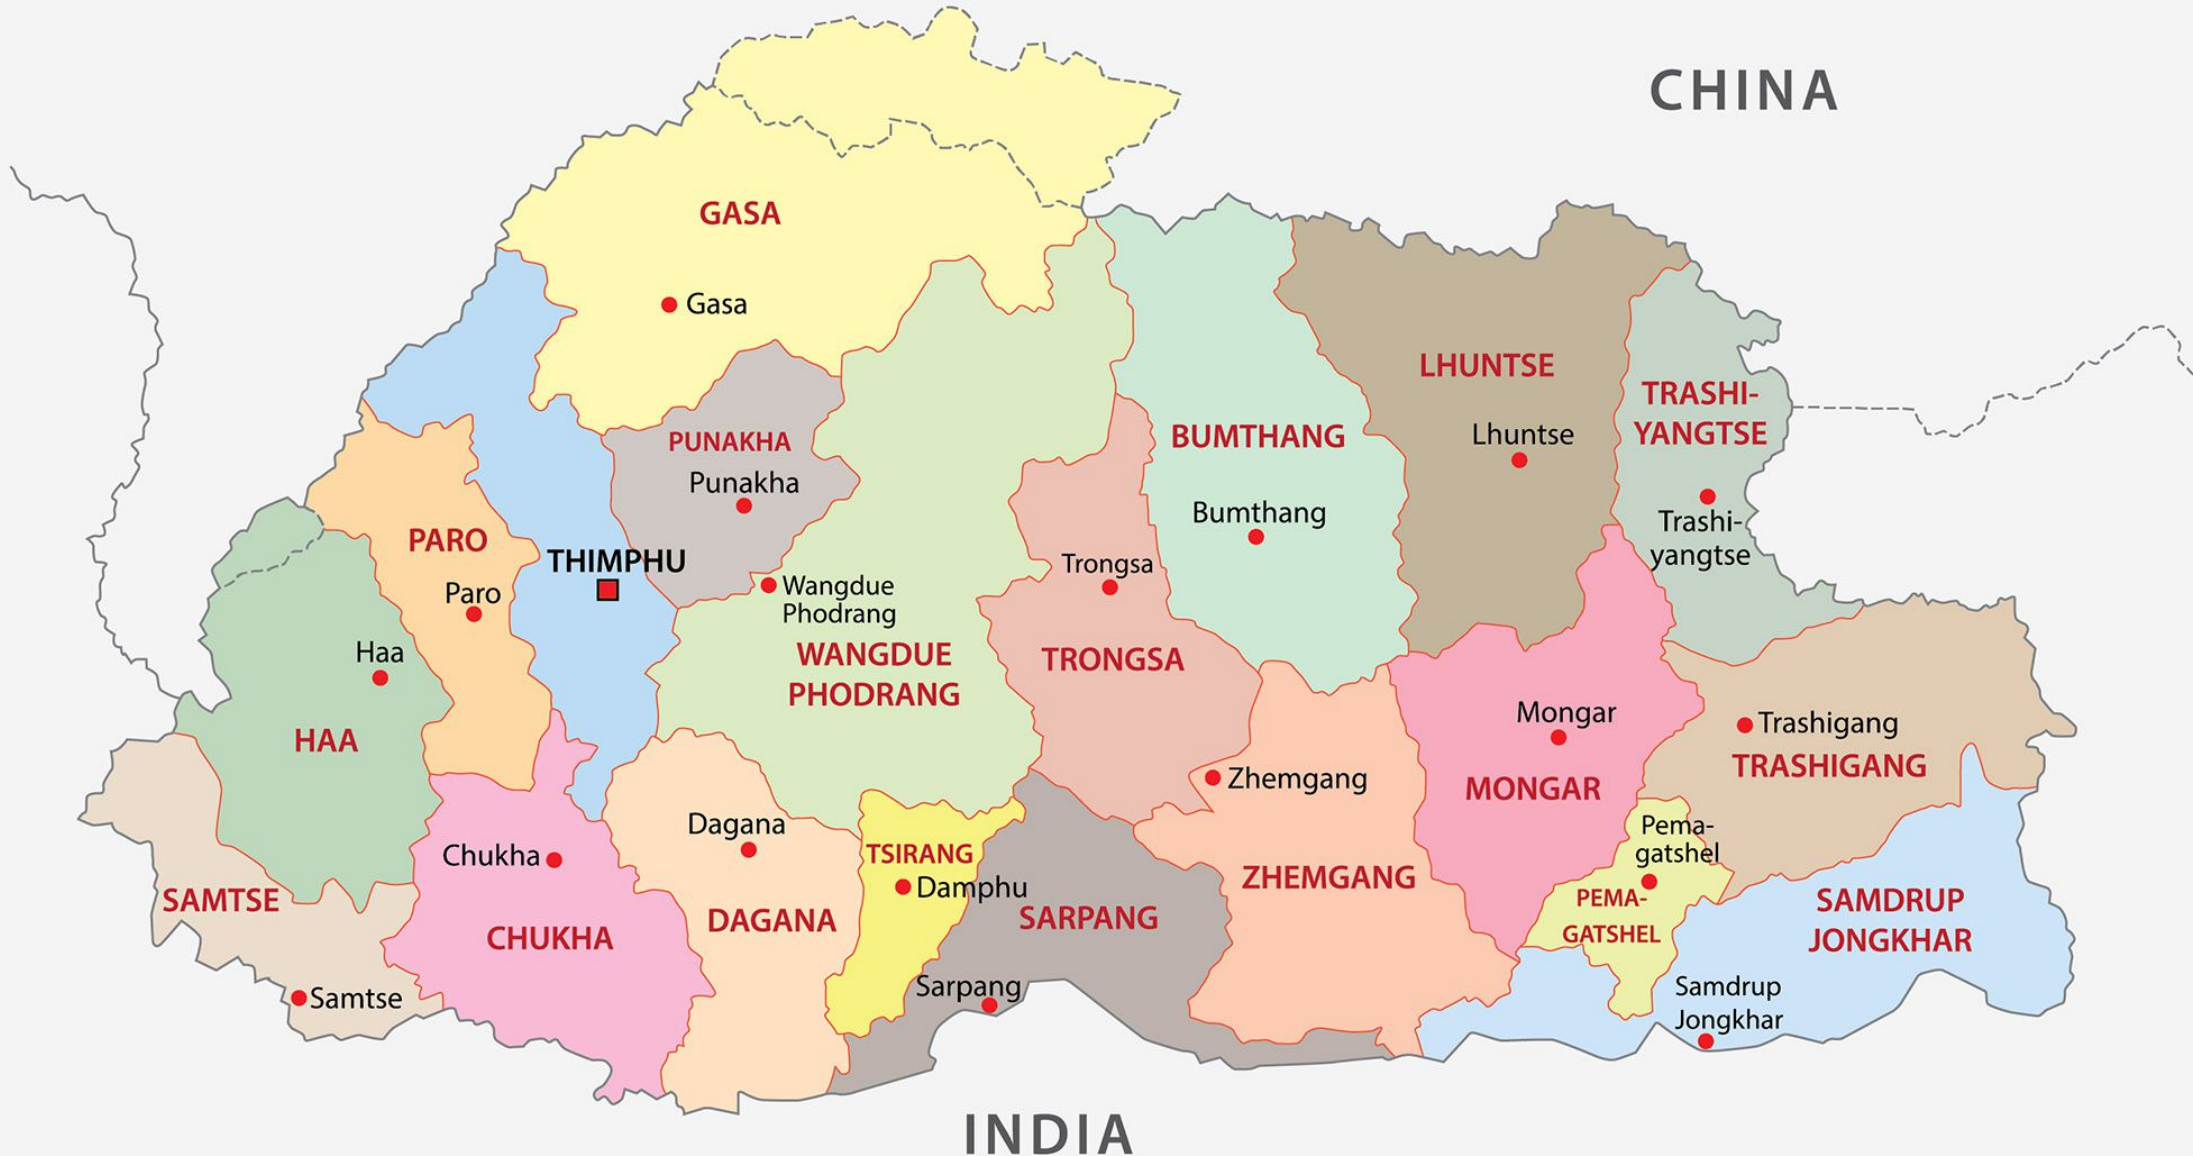 CHINA
GASA
Gasa
LHUNTSE
TRASHI-
YANGTSE
Lhuntse
BUMTHANG
PUNAKHA
Punakha
Bumthang
Trashi-
yangtse
PARO
THIMPHU
Trongsa
Paro
Wangdue
Phodrang
Haa
WANGDUE
PHODRANG
TRONGSA
Mongar
Trashigang
HAA
TRASHIGANG
Zhemgang
MONGAR
Dagana
Pema-
gatshel
Chukha
TSIRANG
Damphu
ZHEMGANG
SAMTSE
PEMA-
GATSHEL
SAMDRUP
JONGKHAR
CHUKHA
DAGANA
SARPANG
Samtse
Sarpang
Samdrup
Jongkhar
INDIA